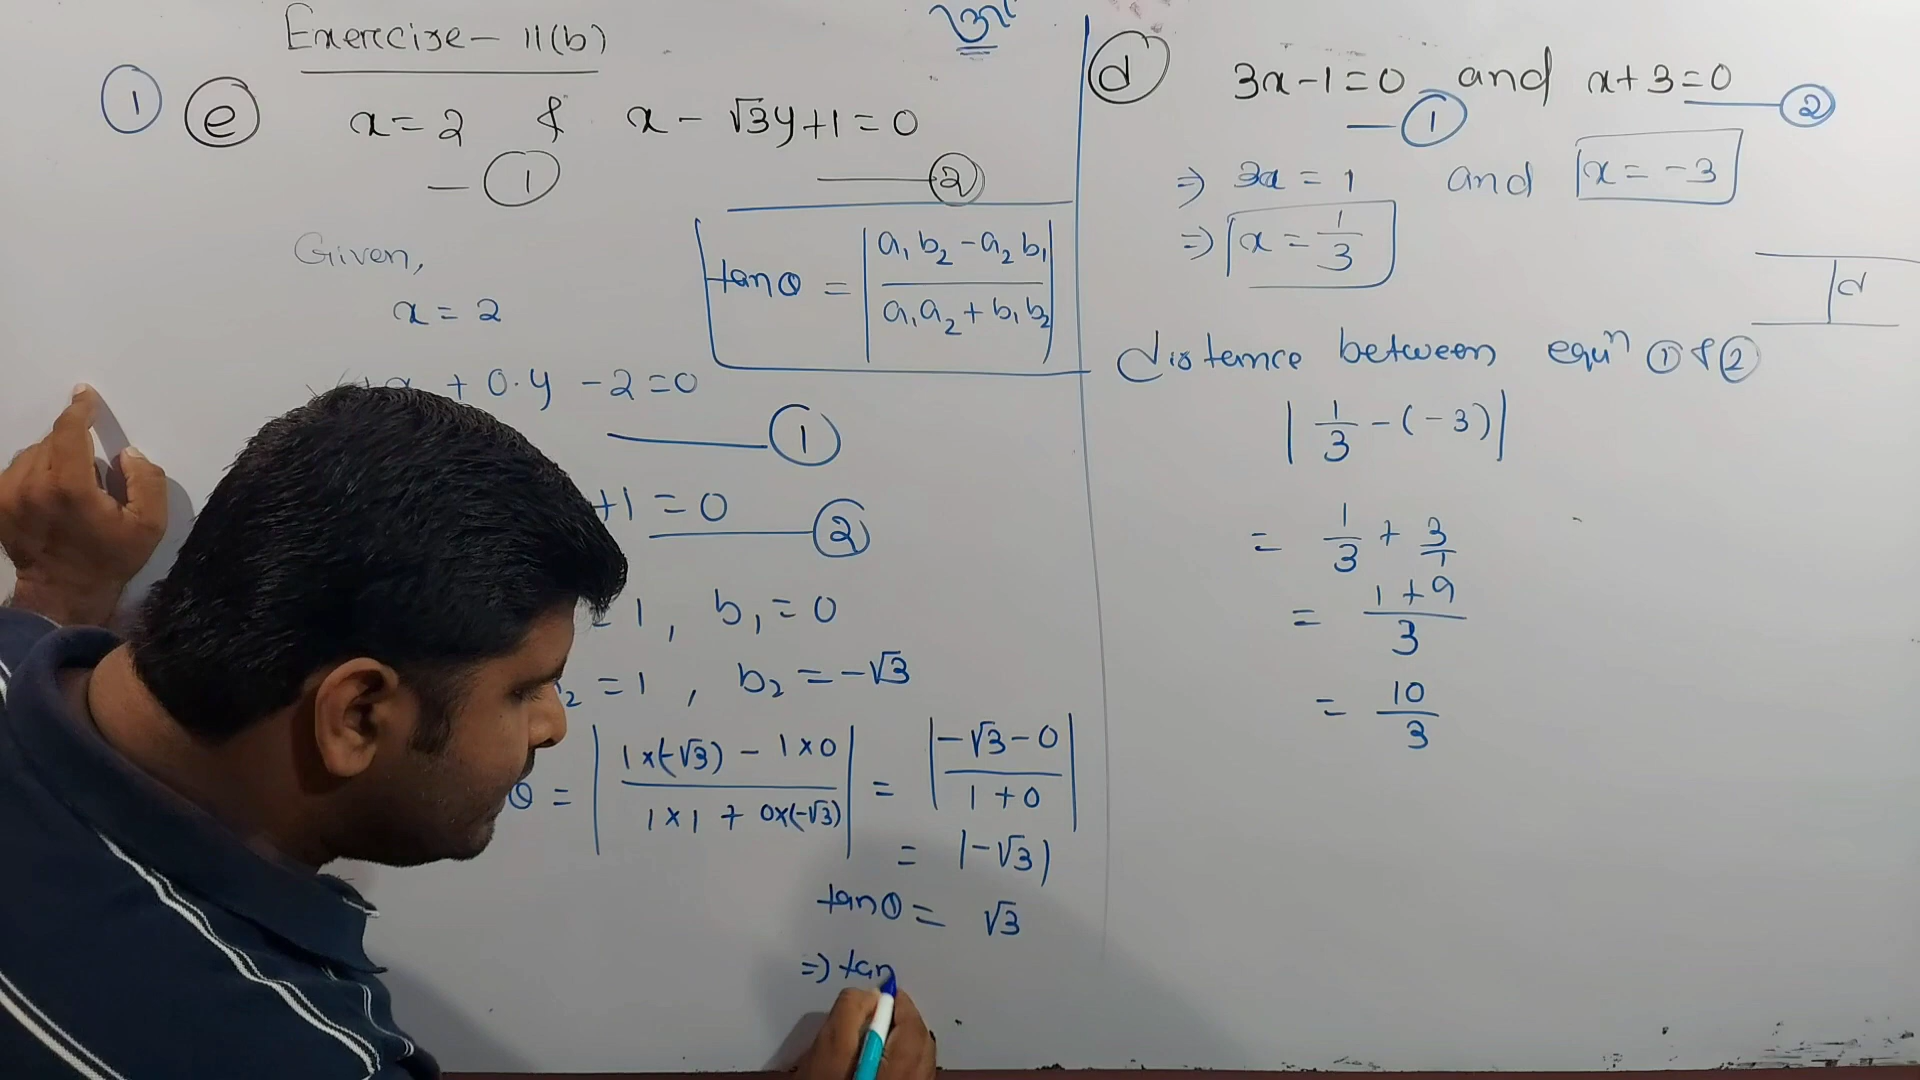 Exercise - 11(b)
① ⓔ x = 2 & x - √3y + 1 = 0
— ① —— ②
tan θ = | a₁b₂ - a₂b₁ / a₁a₂ + b₁b₂ |
Given,
x = 2
+ 0·y - 2 = 0
—— ①
+1 = 0
—— ②
= 1, b₁ = 0
₂ = 1, b₂ = -√3
θ = | 1×(-√3) - 1×0 / 1×1 + 0×(-√3) | = | -√3 - 0 / 1 + 0 |
= |-√3|
tan θ = √3
⇒ tan
ⓓ 3x - 1 = 0 and x + 3 = 0
— ① —— ②
⇒ 3x = 1 and x = -3
⇒ x = 1/3
d
distance between equⁿ ① & ②
| 1/3 - (-3) |
= 1/3 + 3/1
= 1+9/3
= 10/3